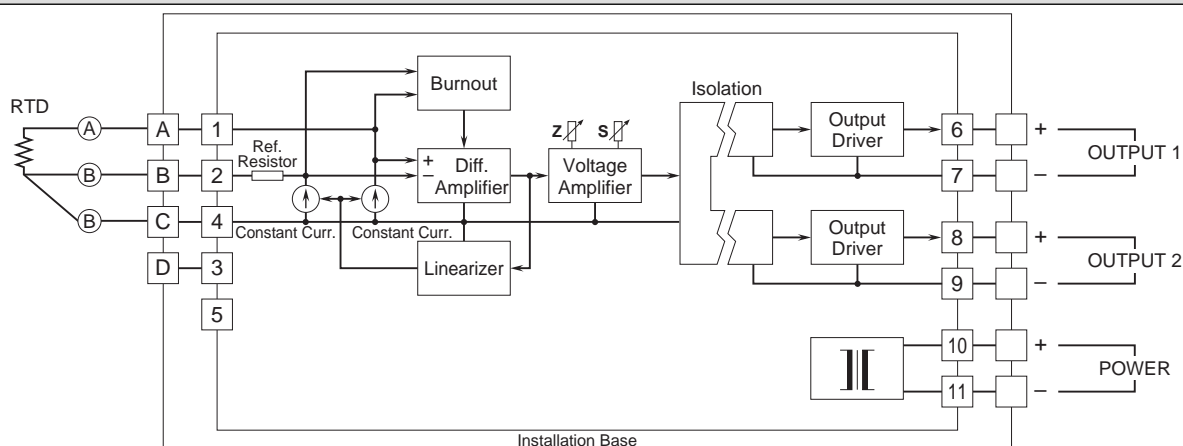 RTD
A
B
B
A
B
C
D
1
2
4
3
5
Ref.
Resistor
Burnout
+
−
Diff.
Amplifier
Constant Curr.
Constant Curr.
Linearizer
Z
S
Voltage
Amplifier
Isolation
Output
Driver
Output
Driver
6
7
8
9
10
11
+
OUTPUT 1
−
+
OUTPUT 2
−
+
POWER
−
Installation Base